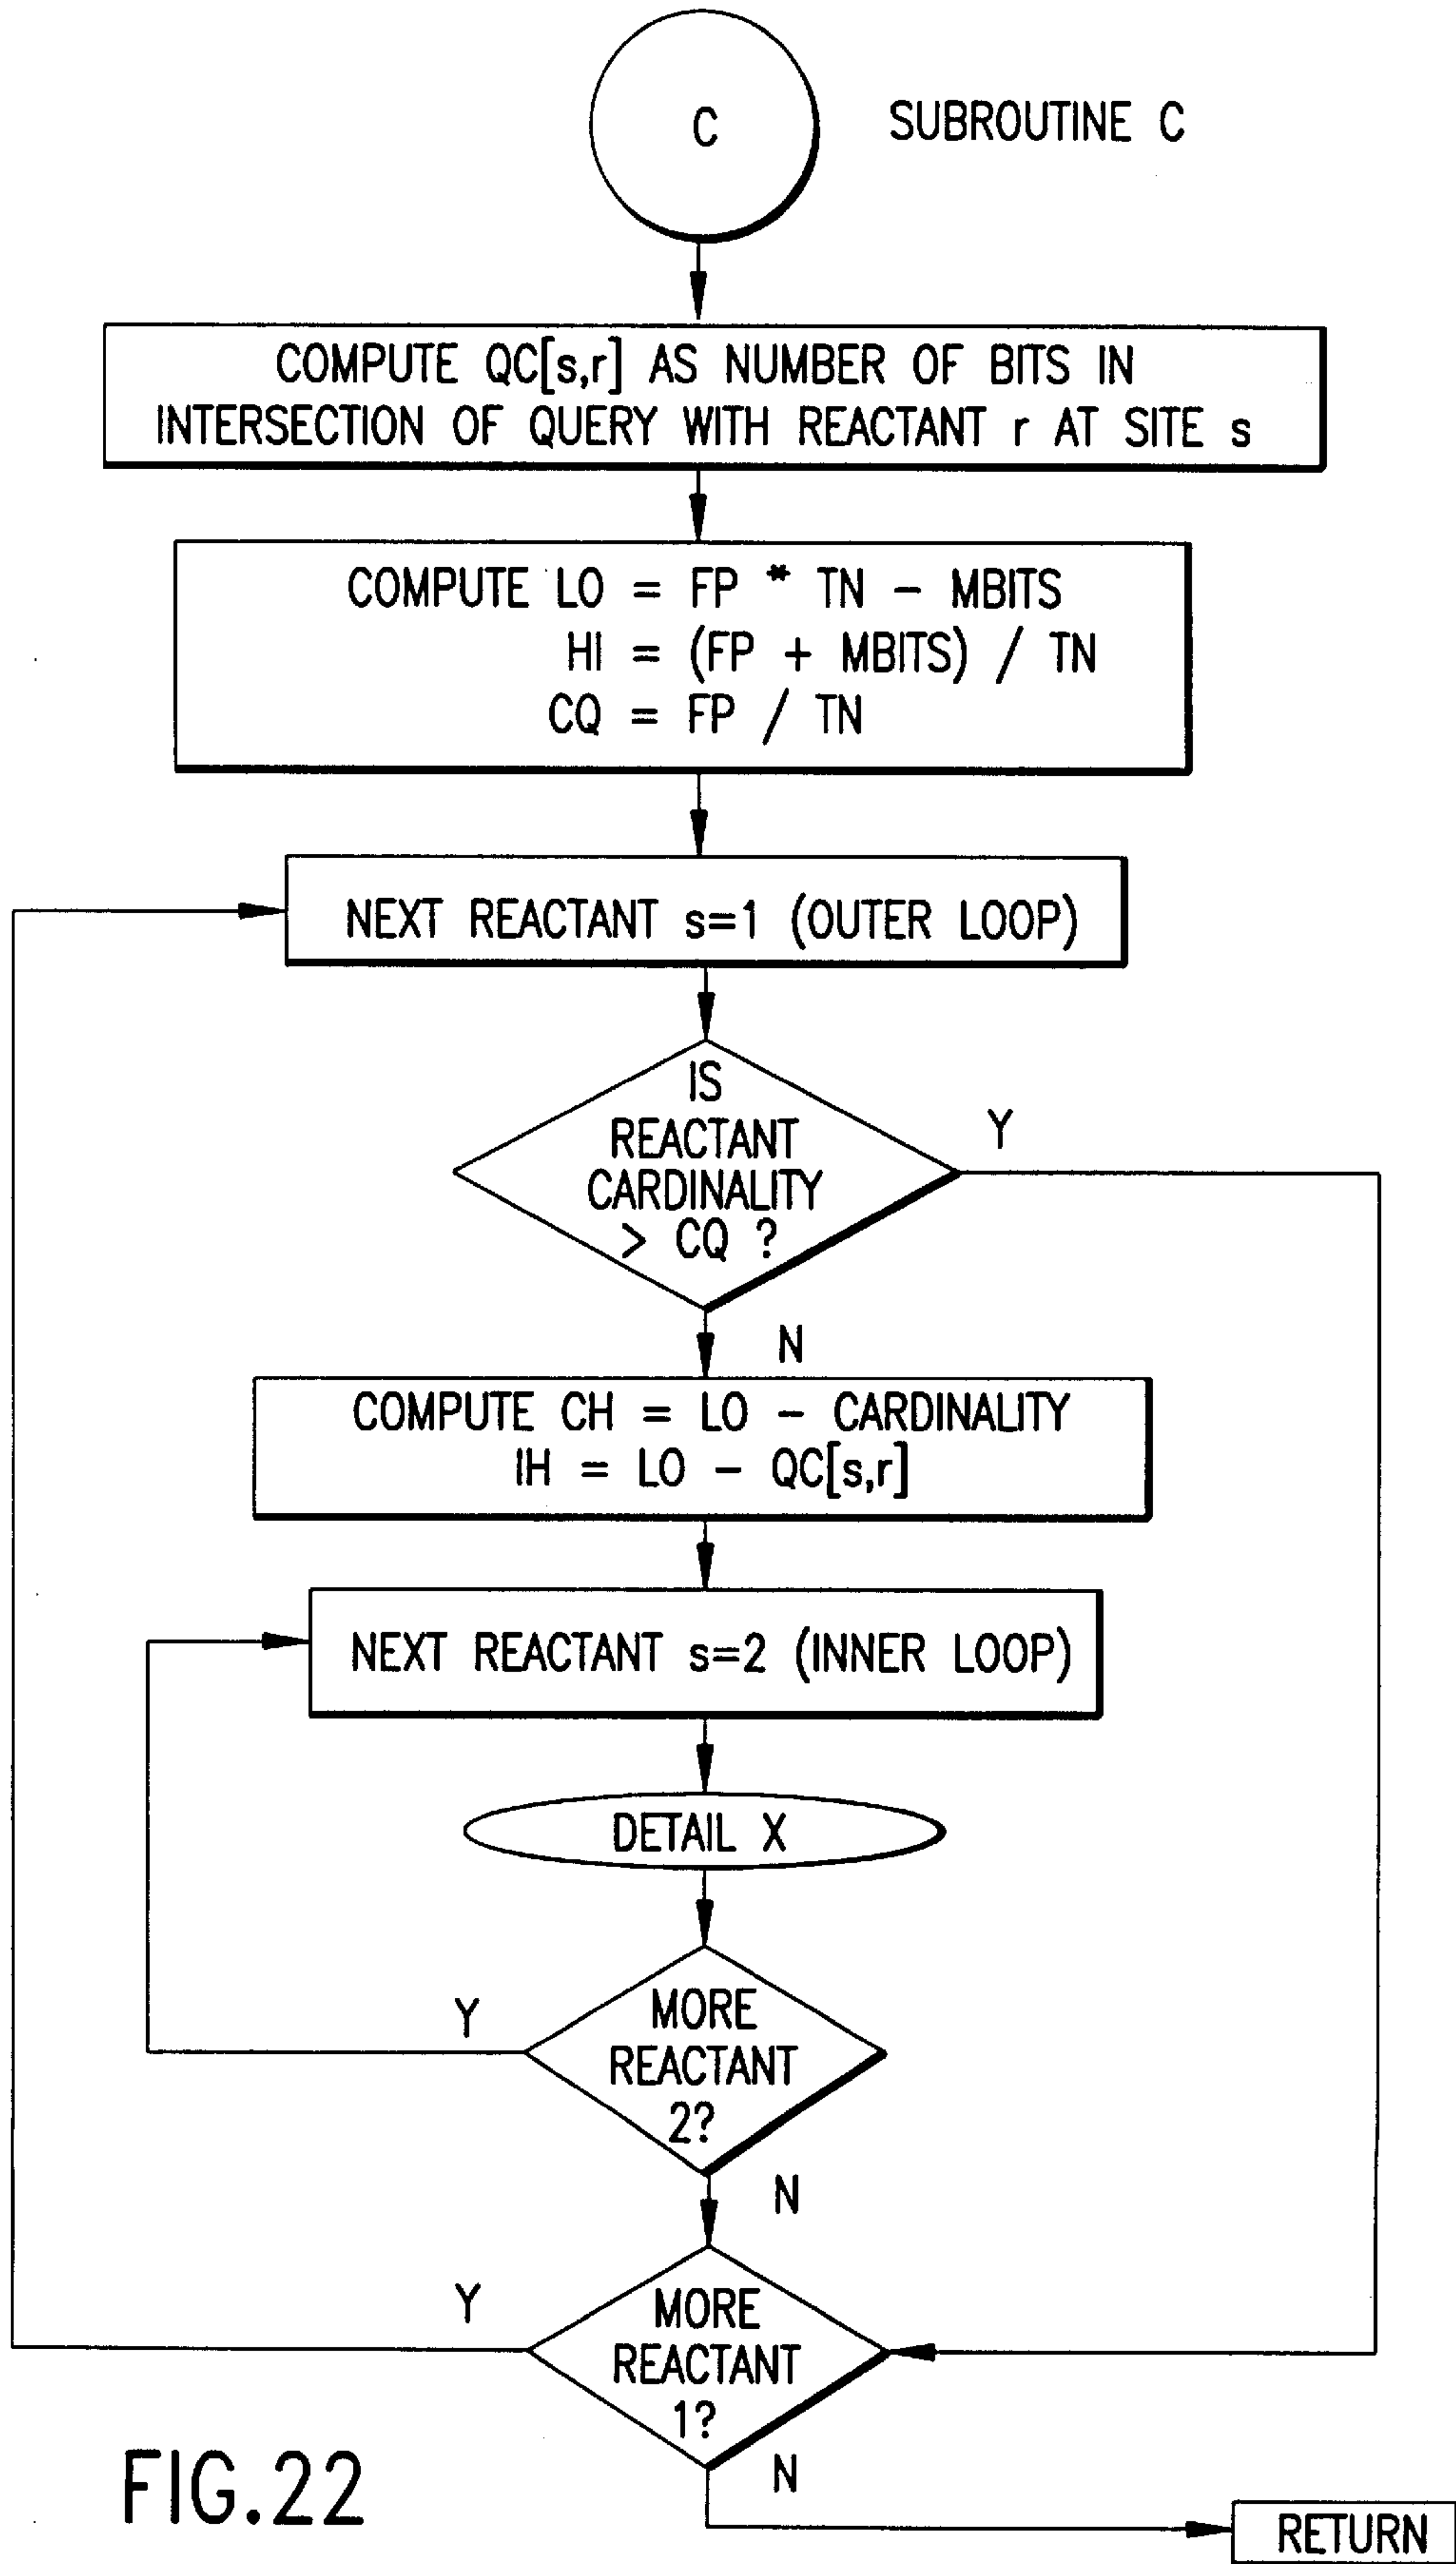 C
SUBROUTINE C
COMPUTE QC[s,r] AS NUMBER OF BITS IN
INTERSECTION OF QUERY WITH REACTANT r AT SITE s
COMPUTE LO = FP * TN - MBITS
HI = (FP + MBITS) / TN
CQ = FP / TN
NEXT REACTANT s=1 (OUTER LOOP)
IS
REACTANT
CARDINALITY
> CQ ?
Y
N
COMPUTE CH = LO - CARDINALITY
IH = LO - QC[s,r]
NEXT REACTANT s=2 (INNER LOOP)
DETAIL X
MORE
REACTANT
2?
Y
N
MORE
REACTANT
1?
Y
N
RETURN
FIG.22